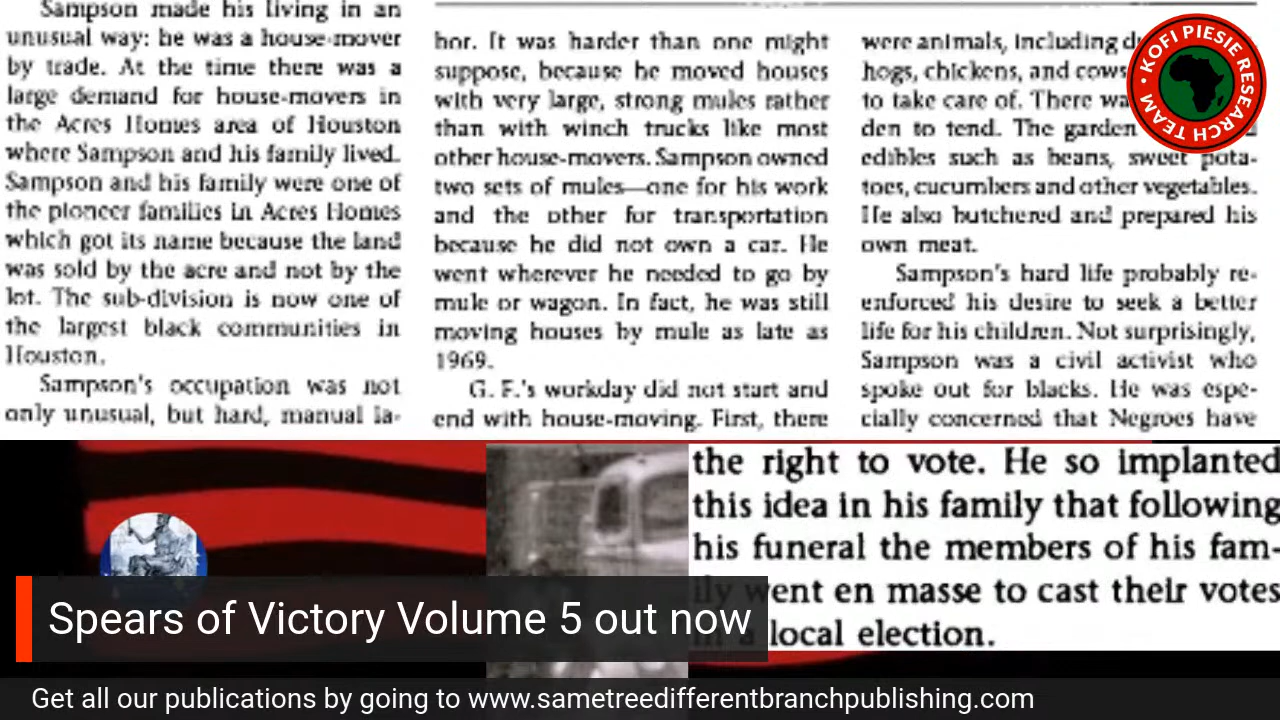 Sampson made his living in an
unusual way: he was a house-mover
by trade. At the time there was a
large demand for house-movers in
the Acres Homes area of Houston
where Sampson and his family lived.
Sampson and his family were one of
the pioneer families in Acres Homes
which got its name because the land
was sold by the acre and not by the
lot. The sub-division is now one of
the largest black communities in
Houston.
Sampson's occupation was not
only unusual, but hard, manual la-
bor. It was harder than one might
suppose, because he moved houses
with very large, strong mules rather
than with winch trucks like most
other house-movers. Sampson owned
two sets of mules—one for his work
and the other for transportation
because he did not own a car. He
went wherever he needed to go by
mule or wagon. In fact, he was still
moving houses by mule as late as
1969.
G. F.'s workday did not start and
end with house-moving. First, there
were animals, including
hogs, chickens, and cows
to take care of. There
den to tend. The garden
edibles such as beans, sweet pota-
toes, cucumbers and other vegetables.
He also butchered and prepared his
own meat.
Sampson's hard life probably re-
enforced his desire to seek a better
life for his children. Not surprisingly,
Sampson was a civil activist who
spoke out for blacks. He was espe-
cially concerned that Negroes have
the right to vote. He so implanted
this idea in his family that following
his funeral the members of his fam-
ily went en masse to cast their votes
in a local election.
KOFI PIESIE RESEARCH TEAM
Spears of Victory Volume 5 out now
Get all our publications by going to www.sametreedifferentbranchpublishing.com